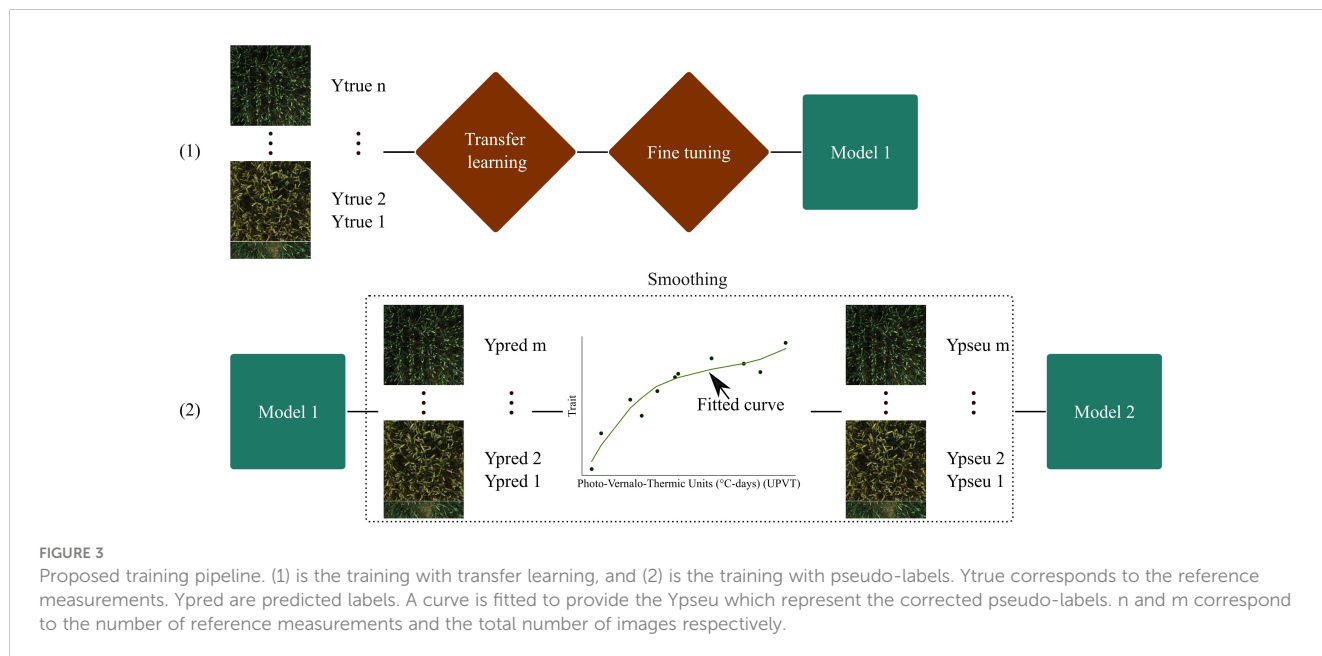 Ytrue n
(1)
Transfer
learning
Fine tuning
Model 1
Ytrue 2
Ytrue 1
Smoothing
(2)
Model 1
Ypred m
Ypred 2
Ypred 1
Trait
Fitted curve
Photo-Vernalo-Thermic Units (°C-days) (UPVT)
Ypseu m
Ypseu 2
Ypseu 1
Model 2
FIGURE 3
Proposed training pipeline. (1) is the training with transfer learning, and (2) is the training with pseudo-labels. Ytrue corresponds to the reference
measurements. Ypred are predicted labels. A curve is fitted to provide the Ypseu which represent the corrected pseudo-labels. n and m correspond
to the number of reference measurements and the total number of images respectively.